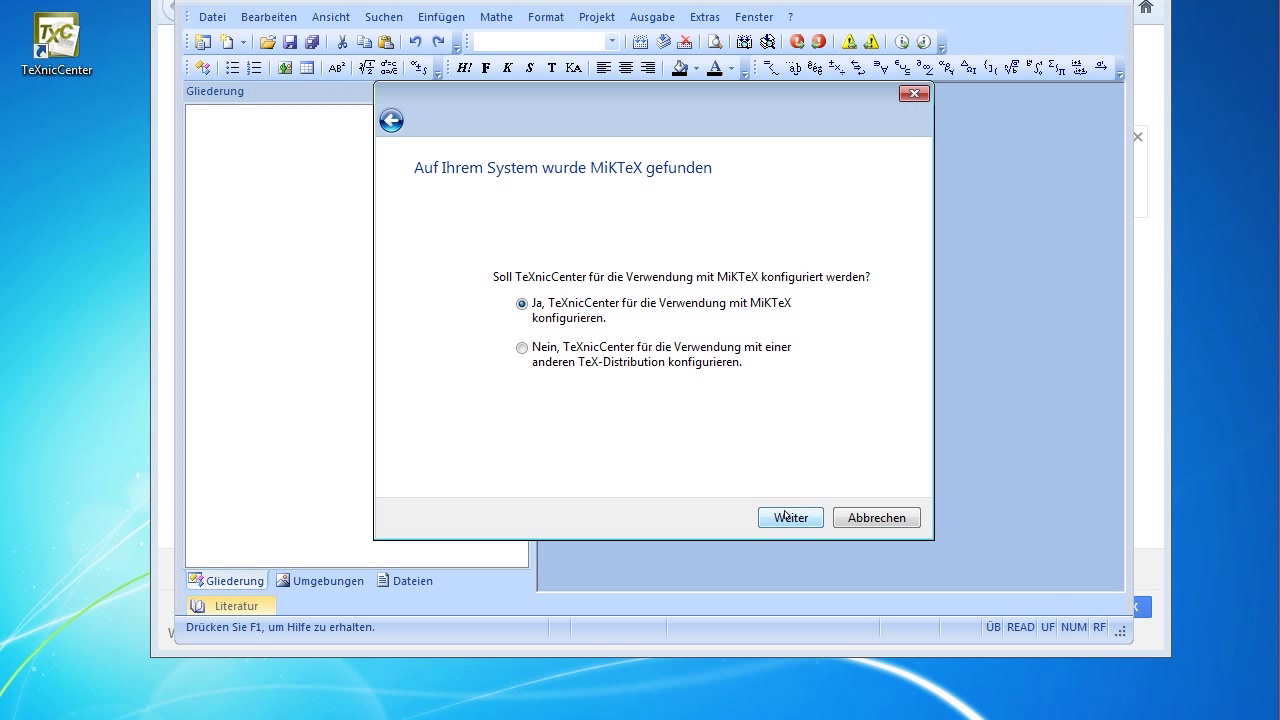 TeXnicCenter
Datei Bearbeiten Ansicht Suchen Einfügen Mathe Format Projekt Ausgabe Extras Fenster ?
H! F K S T KA
Gliederung
Auf Ihrem System wurde MiKTeX gefunden
Soll TeXnicCenter für die Verwendung mit MiKTeX konfiguriert werden?
Ja, TeXnicCenter für die Verwendung mit MiKTeX
konfigurieren.
Nein, TeXnicCenter für die Verwendung mit einer
anderen TeX-Distribution konfigurieren.
Weiter Abbrechen
Gliederung Umgebungen Dateien
Literatur
Drücken Sie F1, um Hilfe zu erhalten. ÜB READ UF NUM RF